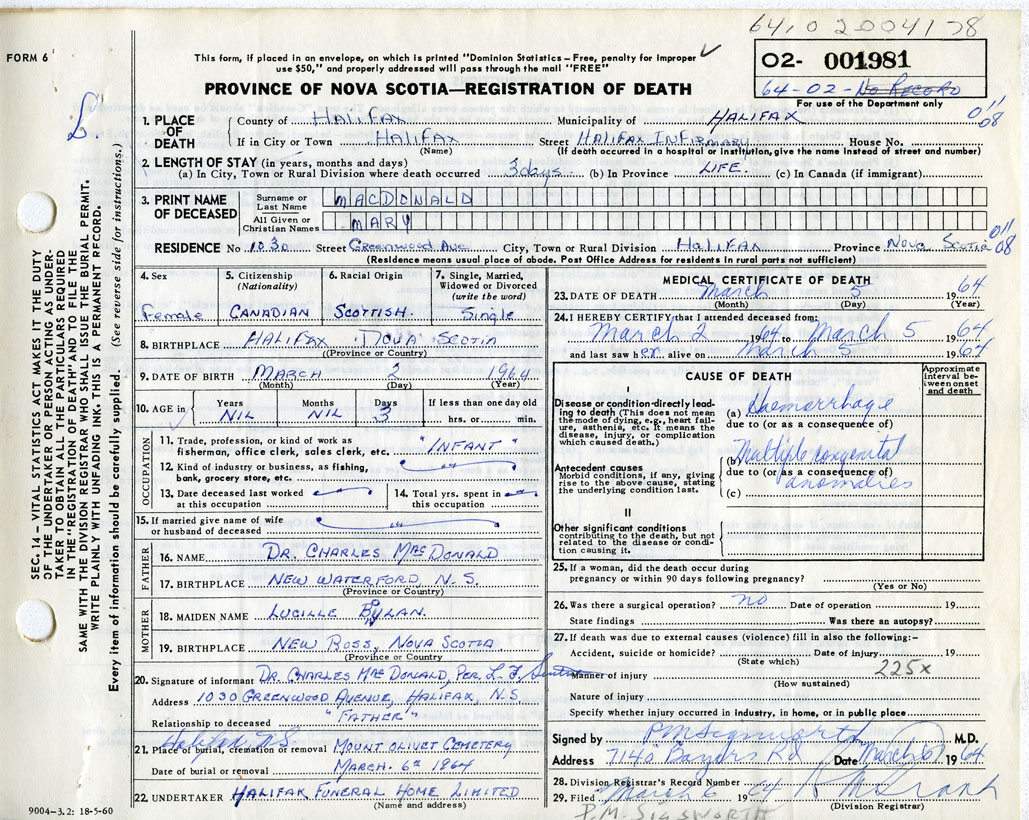 64.0 2004178
FORM 6
This form, if placed in an envelope, on which is printed "Dominion Statistics – Free, penalty for improper
use $50," and properly addressed will pass through the mail "FREE"
PROVINCE OF NOVA SCOTIA—REGISTRATION OF DEATH
02- 001981
64-02-No Record
For use of the Department only
1. PLACE OF DEATH
County of HALIFAX Municipality of HALIFAX
If in City or Town HALIFAX Street HALIFAX INFIRMARY House No.
(Name) (If death occurred in a hospital or institution, give the name instead of street and number)
2. LENGTH OF STAY (in years, months and days)
(a) In City, Town or Rural Division where death occurred 3 days (b) In Province LIFE. (c) In Canada (if immigrant)
3. PRINT NAME OF DECEASED
Surname or Last Name MACDONALD
All Given or Christian Names MARY
RESIDENCE No. 1030 Street Greenwood Ave City, Town or Rural Division Halifax Province Nova Scotia
(Residence means usual place of abode. Post Office Address for residents in rural parts not sufficient)
4. Sex Female
5. Citizenship (Nationality) CANADIAN
6. Racial Origin SCOTTISH.
7. Single, Married, Widowed or Divorced (write the word) Single
8. BIRTHPLACE HALIFAX NOVA SCOTIA
(Province or Country)
9. DATE OF BIRTH MARCH 2 1964
(Month) (Day) (Year)
10. AGE in Years NIL Months NIL Days 3 If less than one day old hrs. or min.
OCCUPATION
11. Trade, profession, or kind of work as
fisherman, office clerk, sales clerk, etc. "INFANT"
12. Kind of industry or business, as fishing,
bank, grocery store, etc.
13. Date deceased last worked
at this occupation
14. Total yrs. spent in
this occupation
15. If married give name of wife
or husband of deceased
FATHER
16. NAME DR. CHARLES MACDONALD
17. BIRTHPLACE NEW WATERFORD, N.S.
(Province or Country)
MOTHER
18. MAIDEN NAME LUCILLE
19. BIRTHPLACE NEW ROSS, NOVA SCOTIA
(Province or Country)
20. Signature of informant DR. CHARLES MACDONALD, PER. L. F.
Address 1030 GREENWOOD AVENUE, HALIFAX, N.S
Relationship to deceased "FATHER"
Halifax N.S.
21. Place of burial, cremation or removal MOUNT OLIVET CEMETERY
Date of burial or removal MARCH. 6th 1964
22. UNDERTAKER HALIFAX FUNERAL HOME LIMITED
(Name and address)
9004-3.2: 18-5-60
MEDICAL CERTIFICATE OF DEATH
23. DATE OF DEATH March 5 1964
(Month) (Day) (Year)
24. I HEREBY CERTIFY that I attended deceased from:
March 2 1964 to March 5 1964
and last saw her alive on March 5 1964
CAUSE OF DEATH
Approximate interval between onset and death
I
Disease or condition directly leading to death (This does not mean the mode of dying, e.g., heart failure, asthenia, etc. It means the disease, injury, or complication which caused death.)
(a) Haemorrhage
due to (or as a consequence of)
Antecedent causes
Morbid conditions, if any, giving rise to the above cause, stating the underlying condition last.
(b) Multiple congenital
due to (or as a consequence of)
anomalies
(c)
II
Other significant conditions contributing to the death, but not related to the disease or condition causing it.
25. If a woman, did the death occur during
pregnancy or within 90 days following pregnancy?
(Yes or No)
26. Was there a surgical operation? no Date of operation 19
State findings Was there an autopsy?
27. If death was due to external causes (violence) fill in also the following:–
Accident, suicide or homicide? Date of injury 19
(State which)
Manner of injury 225x
(How sustained)
Nature of injury
Specify whether injury occurred in industry, in home, or in public place
Signed by P M Sigsworth M.D.
Address 7140 Bayers Rd Date March 6 1964
28. Division Registrar's Record Number
29. Filed March 6 1964
(Division Registrar)
P.M. SIGSWORTH
SEC. 14 – VITAL STATISTICS ACT MAKES IT THE DUTY
OF THE UNDERTAKER OR PERSON ACTING AS UNDER-
TAKER TO OBTAIN ALL THE PARTICULARS REQUIRED
IN THE "REGISTRATION OF DEATH" AND TO FILE THE
SAME WITH THE DIVISION REGISTRAR WHO SHALL ISSUE THE BURIAL PERMIT.
WRITE PLAINLY WITH UNFADING INK. THIS IS A PERMANENT RECORD.
Every item of information should be carefully supplied. (See reverse side for instructions.)